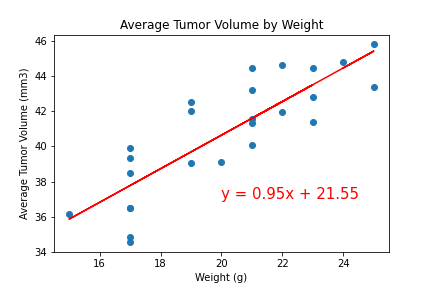 Average Tumor Volume by Weight
46
44
42
40
38
36
34
Average Tumor Volume (mm3)
y = 0.95x + 21.55
16 18 20 22 24
Weight (g)